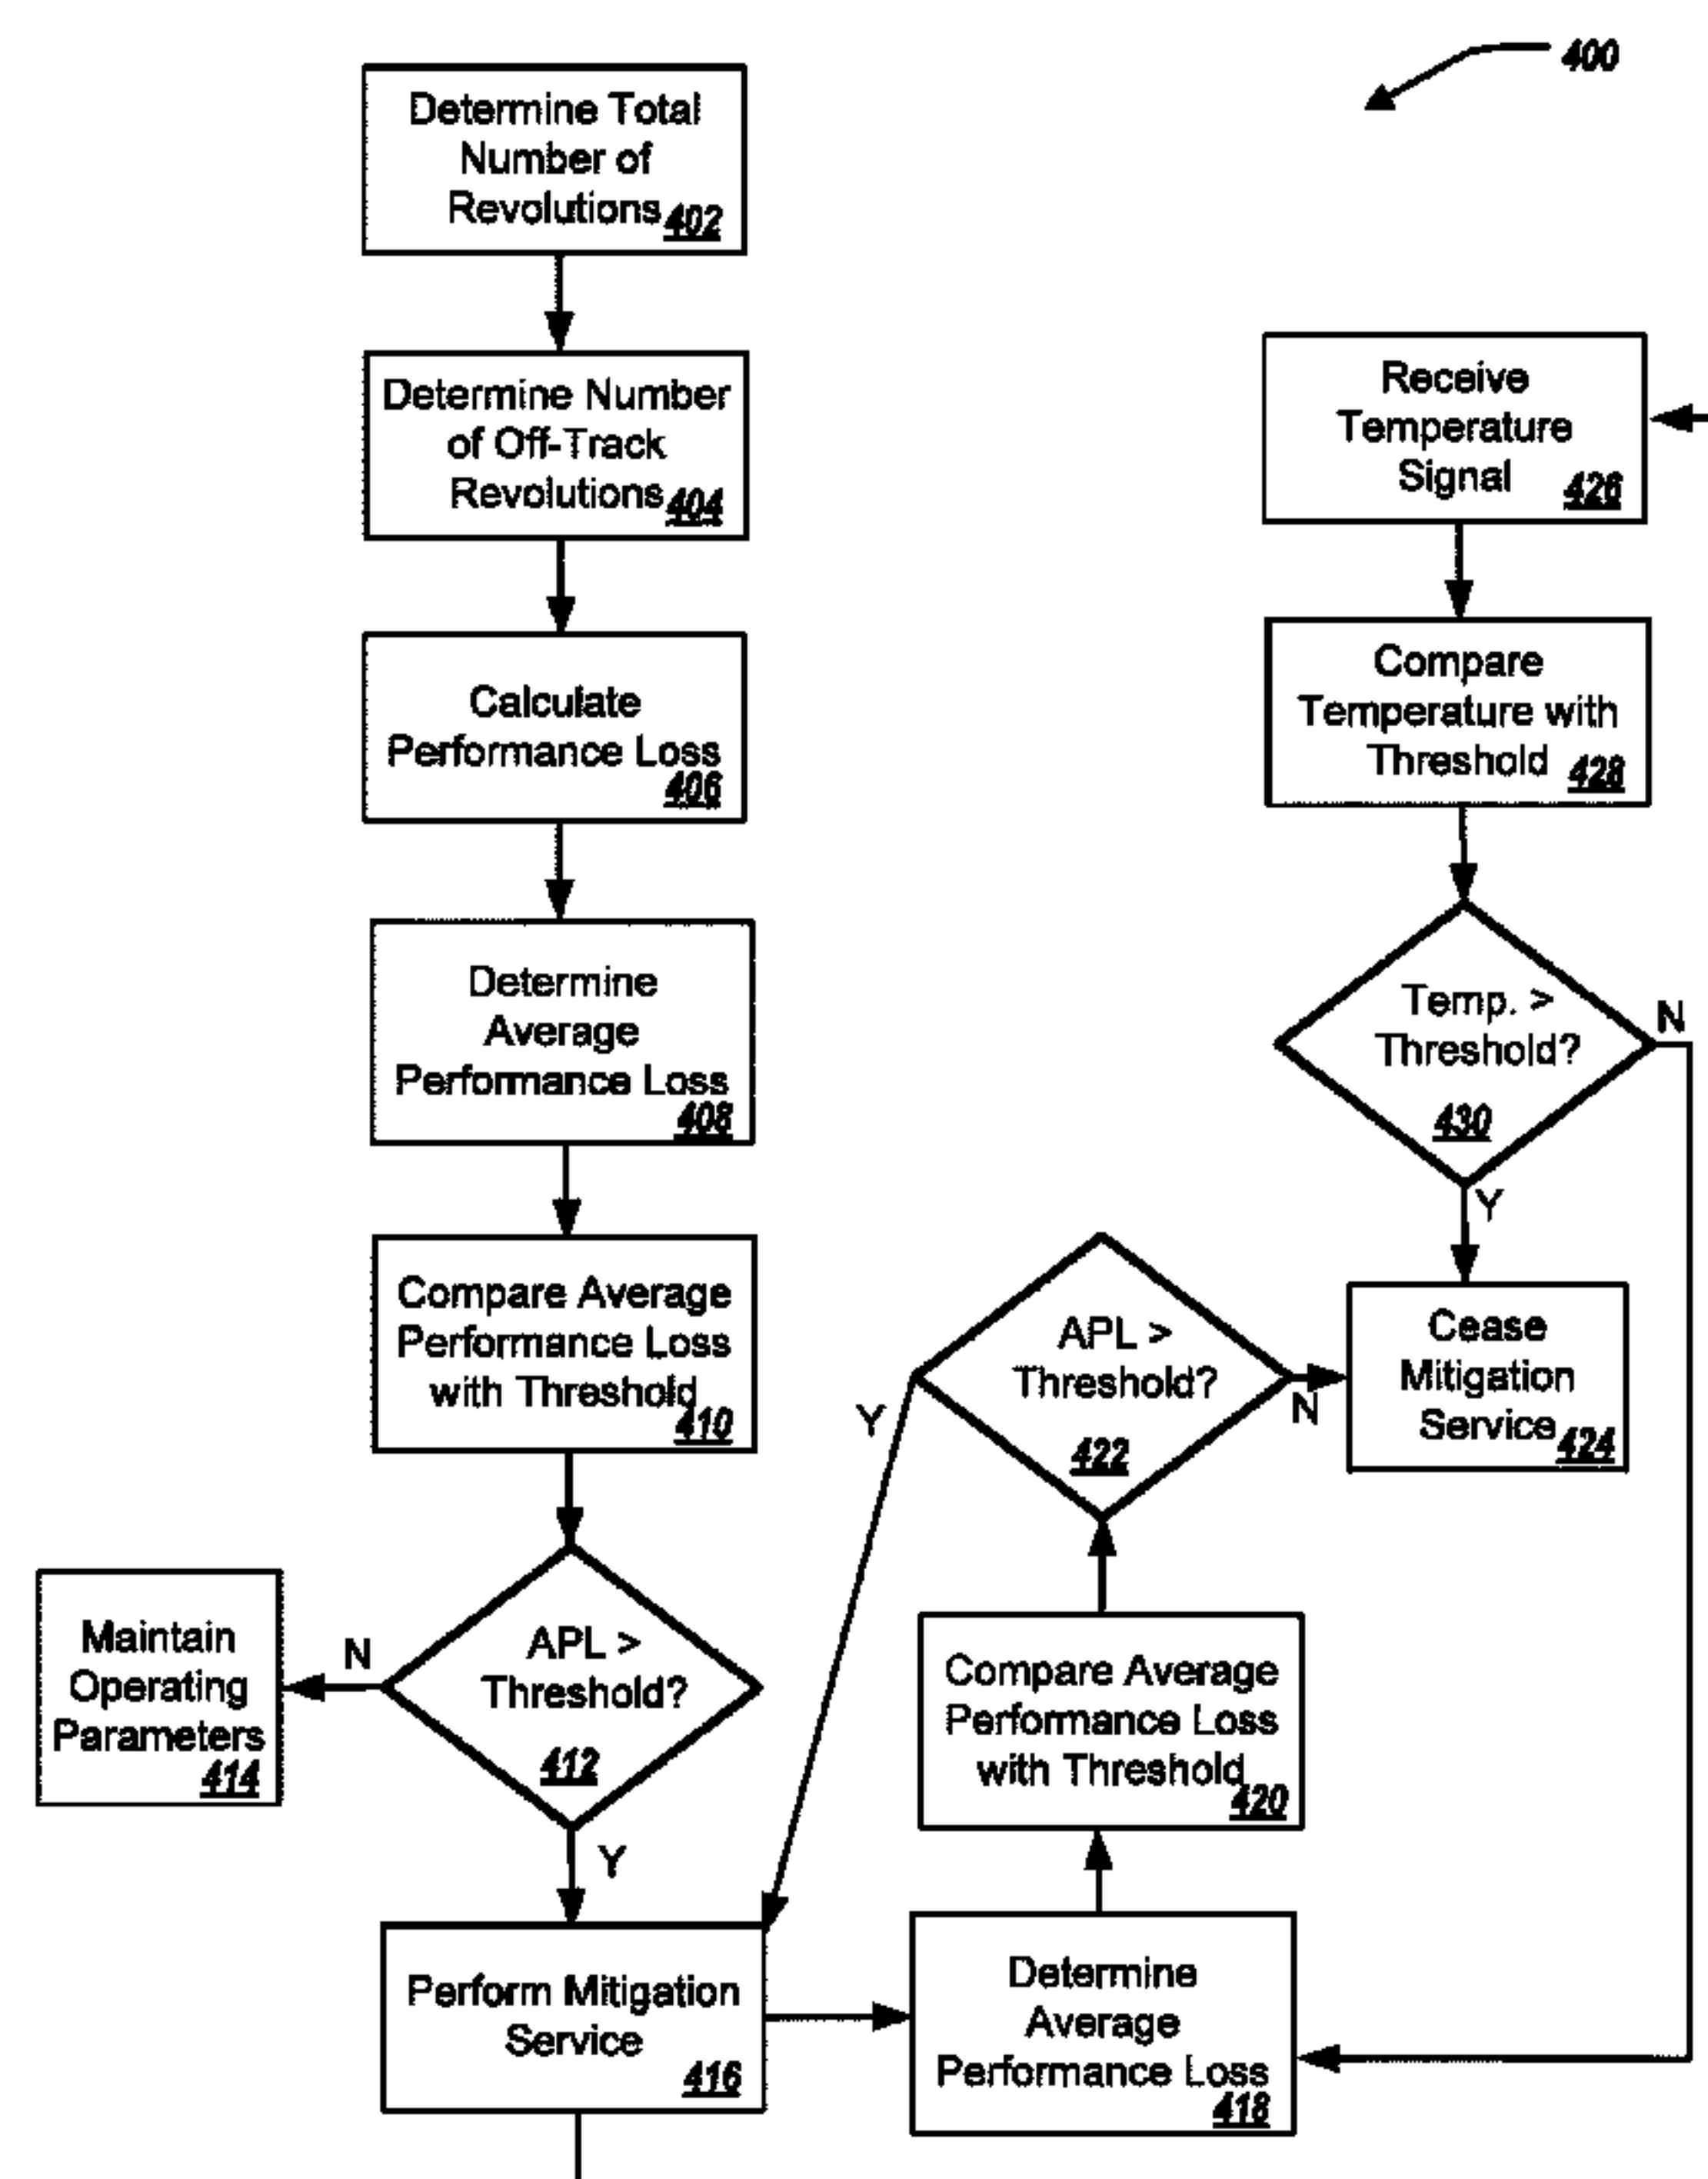 400
Determine Total
Number of
Revolutions 402
Determine Number
of Off-Track
Revolutions 404
Calculate
Performance Loss
406
Determine
Average
Performance Loss
408
Compare Average
Performance Loss
with Threshold
410
APL >
Threshold?
412
N
Maintain
Operating
Parameters
414
Y
Perform Mitigation
Service
416
Determine
Average
Performance Loss
418
Compare Average
Performance Loss
with Threshold
420
APL >
Threshold?
422
Y
N
Cease
Mitigation
Service 424
Receive
Temperature
Signal 426
Compare
Temperature with
Threshold 428
Temp. >
Threshold?
430
N
Y